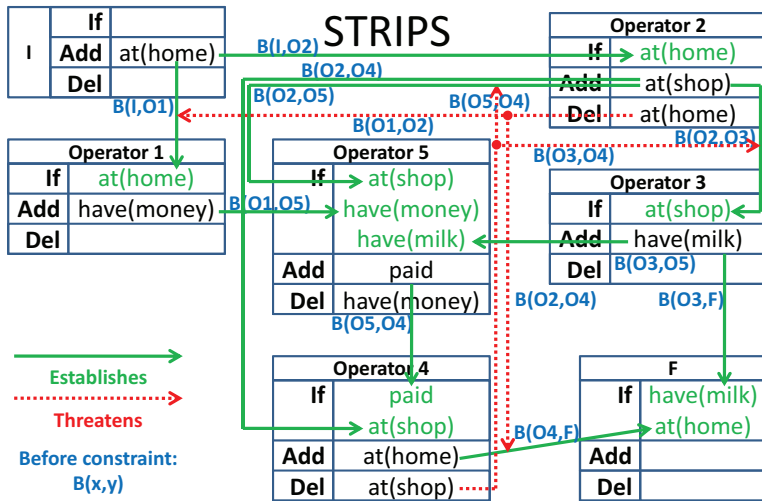 STRIPS
I
If
Add at(home)
Del
B(I,O2)
B(O2,O4)
B(O2,O5)
B(I,O1)
B(O5,O4)
B(O1,O2)
B(O3,O4)
B(O2,O3)
Operator 2
If at(home)
Add at(shop)
Del at(home)
Operator 1
If at(home)
Add have(money)
Del
B(O1,O5)
Operator 5
If at(shop)
have(money)
have(milk)
Add paid
Del have(money)
Operator 3
If at(shop)
Add have(milk)
Del B(O3,O5)
B(O5,O4)
B(O2,O4)
B(O3,F)
Establishes
Threatens
Before constraint:
B(x,y)
Operator 4
If paid
at(shop)
Add at(home)
Del at(shop)
B(O4,F)
F
If have(milk)
at(home)
Add
Del